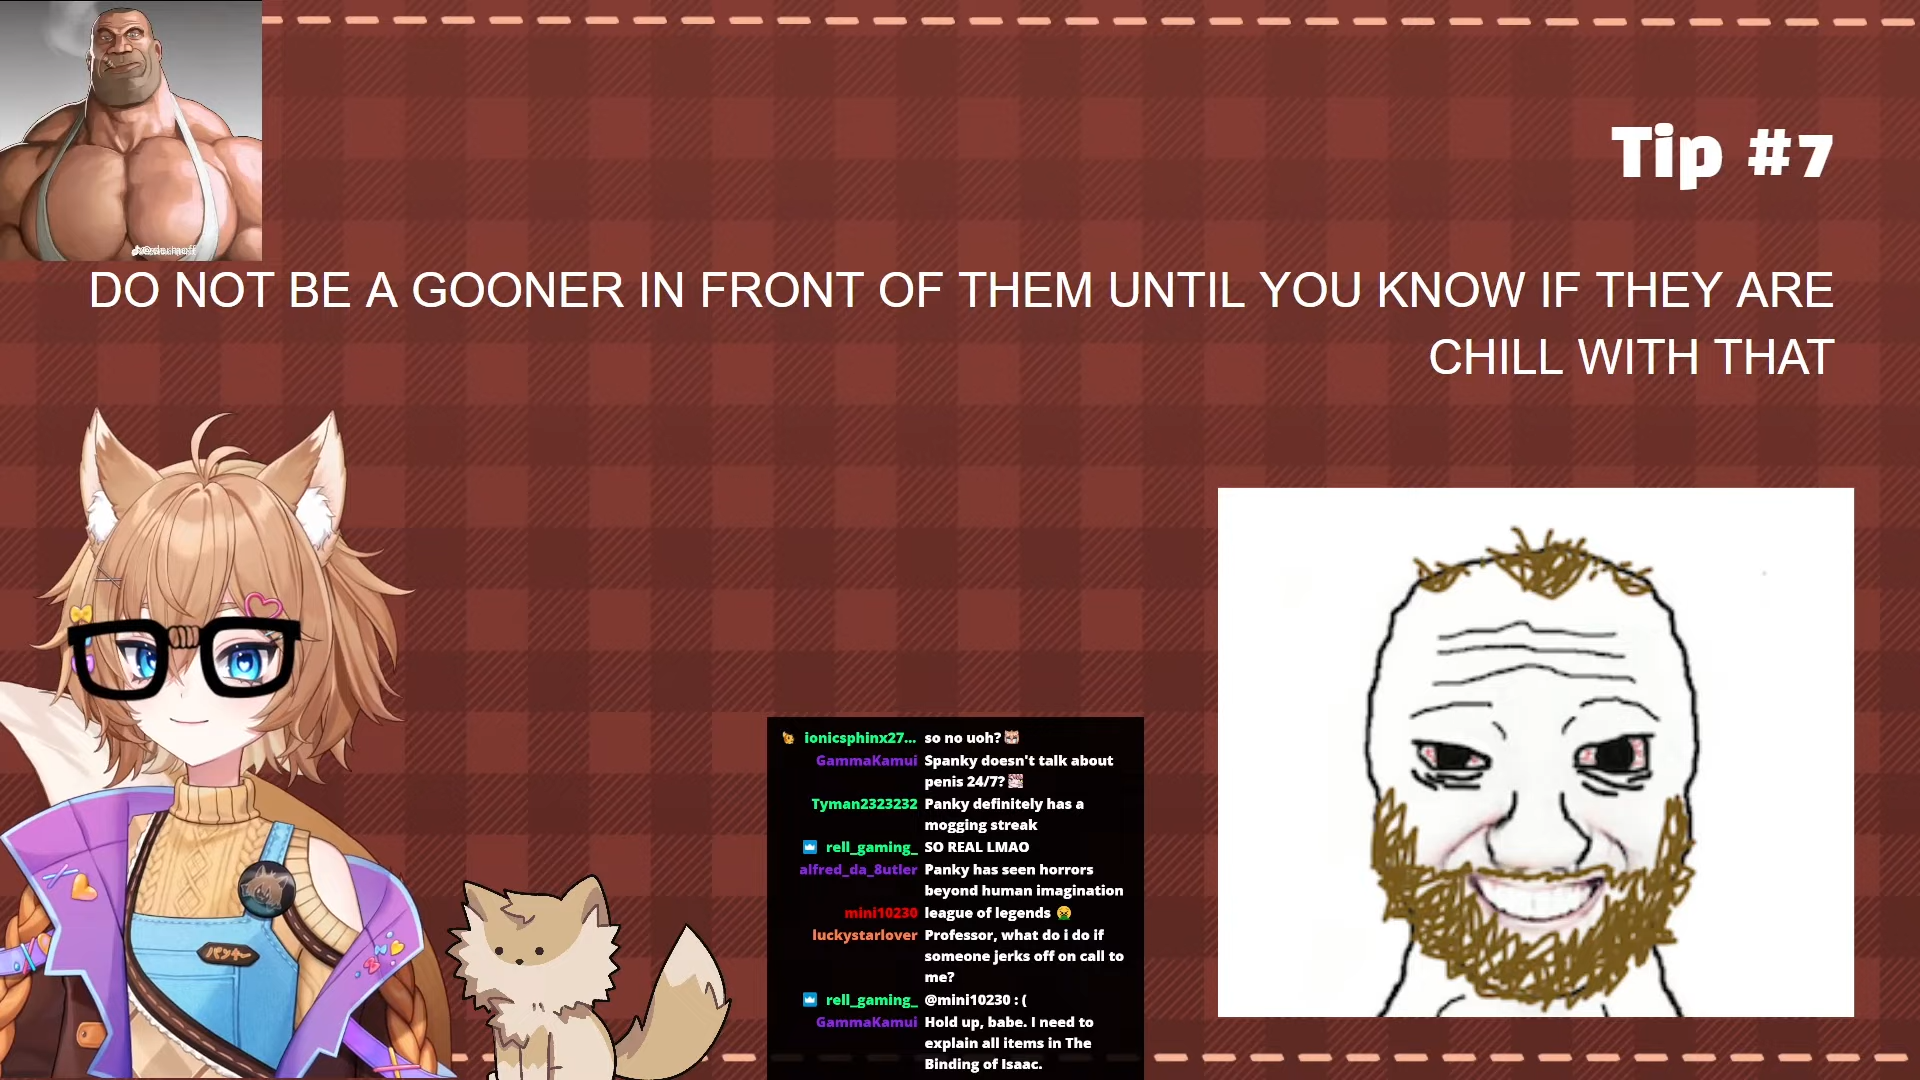 Tip #7
DO NOT BE A GOONER IN FRONT OF THEM UNTIL YOU KNOW IF THEY ARE
CHILL WITH THAT
ionicsphinx27... so no uoh?
GammaKamui Spanky doesn't talk about
penis 24/7?
Tyman2323232 Panky definitely has a
mogging streak
rell_gaming_ SO REAL LMAO
alfred_da_8utler Panky has seen horrors
beyond human imagination
mini10230 league of legends 🤮
luckystarlover Professor, what do i do if
someone jerks off on call to
me?
rell_gaming_ @mini10230 : (
GammaKamui Hold up, babe. I need to
explain all items in The
Binding of Isaac.
パンキー